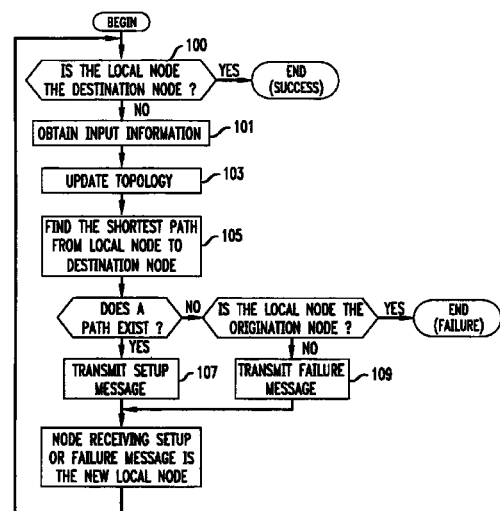 BEGIN
100
IS THE LOCAL NODE
THE DESTINATION NODE ?
YES
END
(SUCCESS)
NO
OBTAIN INPUT INFORMATION
101
UPDATE TOPOLOGY
103
FIND THE SHORTEST PATH
FROM LOCAL NODE TO
DESTINATION NODE
105
DOES A
PATH EXIST ?
NO
IS THE LOCAL NODE THE
ORIGINATION NODE ?
YES
END
(FAILURE)
YES
NO
TRANSMIT SETUP
MESSAGE
107
TRANSMIT FAILURE
MESSAGE
109
NODE RECEIVING SETUP
OR FAILURE MESSAGE IS
THE NEW LOCAL NODE